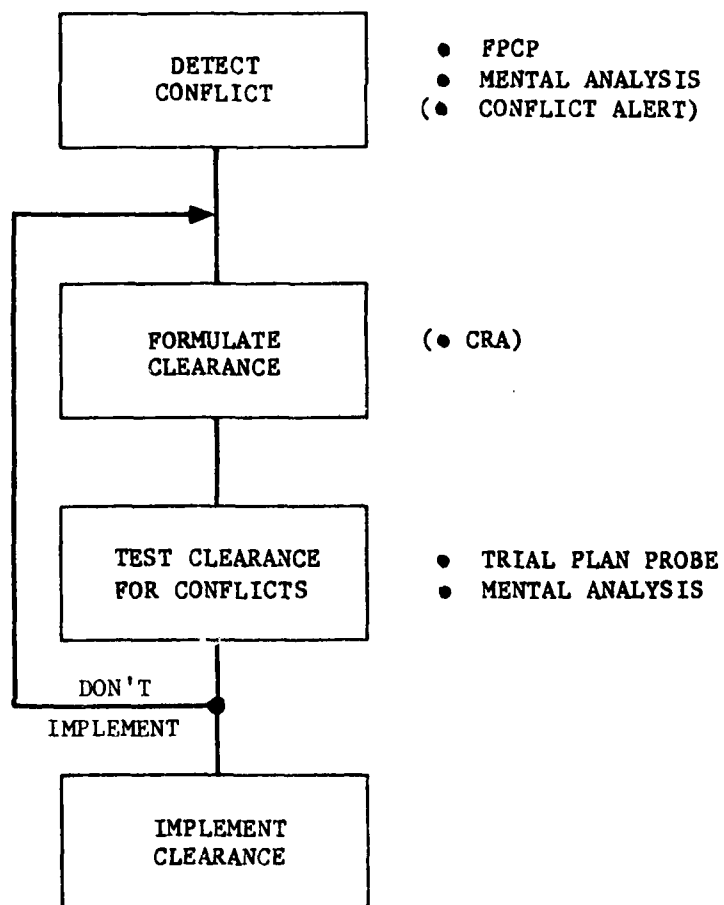 DETECT
CONFLICT
● FPCP
● MENTAL ANALYSIS
(● CONFLICT ALERT)
FORMULATE
CLEARANCE
(● CRA)
TEST CLEARANCE
FOR CONFLICTS
● TRIAL PLAN PROBE
● MENTAL ANALYSIS
DON'T
IMPLEMENT
IMPLEMENT
CLEARANCE